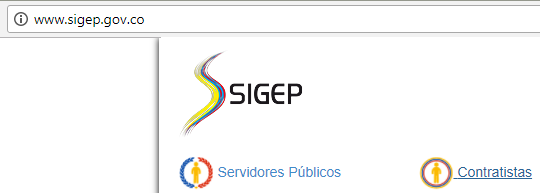 www.sigep.gov.co
SIGEP
Servidores Públicos Contratistas